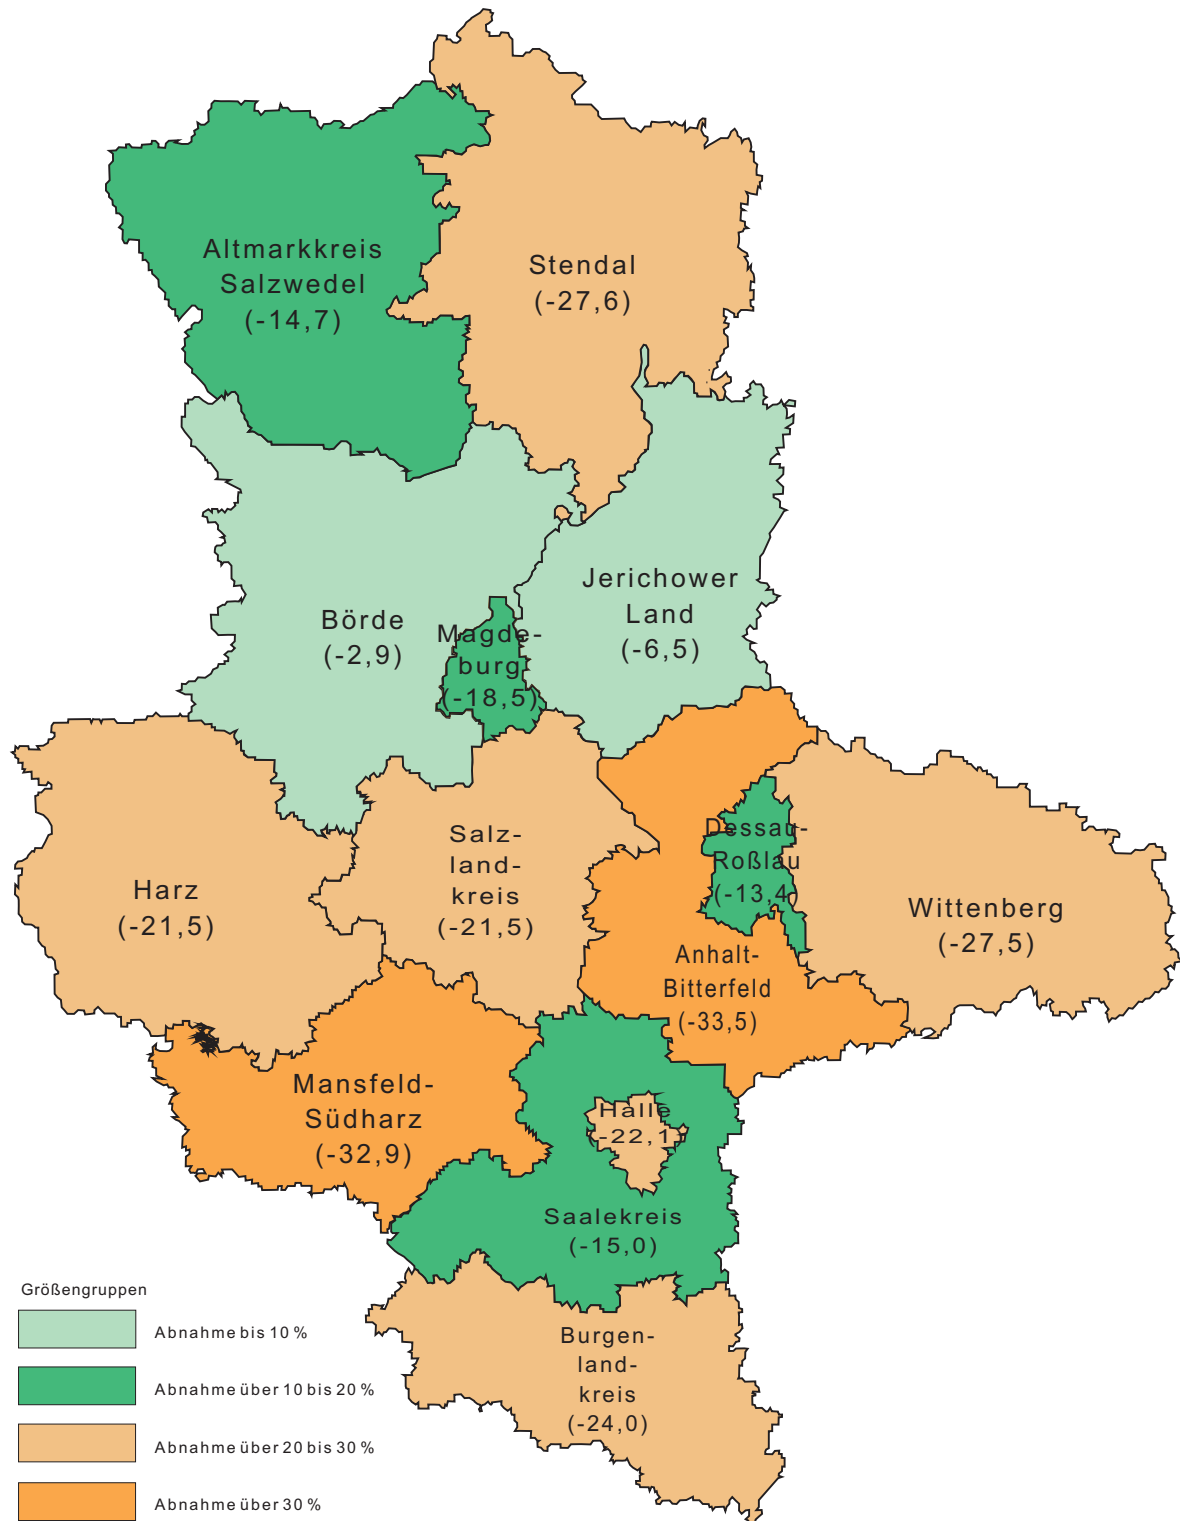 Altmarkkreis
Salzwedel
(-14,7)
Stendal
(-27,6)
Jerichower
Land
(-6,5)
Börde
(-2,9)
Magde-
burg
(-18,5)
Salz-
land-
kreis
(-21,5)
Harz
(-21,5)
Dessau-
Roßlau
(-13,4)
Wittenberg
(-27,5)
Anhalt-
Bitterfeld
(-33,5)
Mansfeld-
Südharz
(-32,9)
Halle
(-22,1)
Saalekreis
(-15,0)
Burgen-
land-
kreis
(-24,0)
Größengruppen
Abnahme bis 10 %
Abnahme über 10 bis 20 %
Abnahme über 20 bis 30 %
Abnahme über 30 %